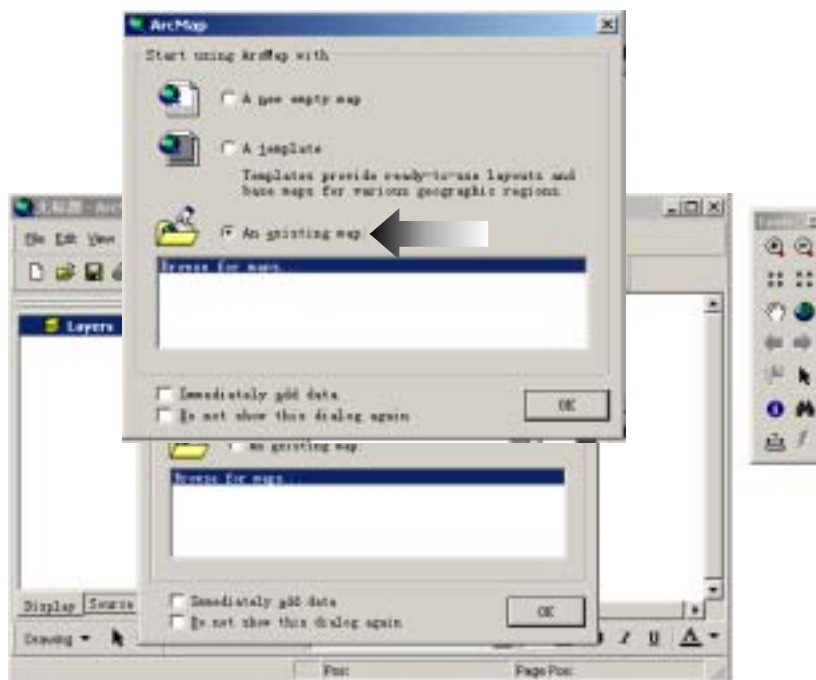 ArcMap
Start using ArcMap with
A new empty map
A template
Templates provide ready-to-use layouts and
base maps for various geographic regions.
An existing map
Browse for maps...
Immediately add data
Do not show this dialog again
OK
File Edit View
Layers
An existing map
Browse for maps...
Immediately add data
Do not show this dialog again
OK
Display Source
Drawing
I U A
Page Pos: